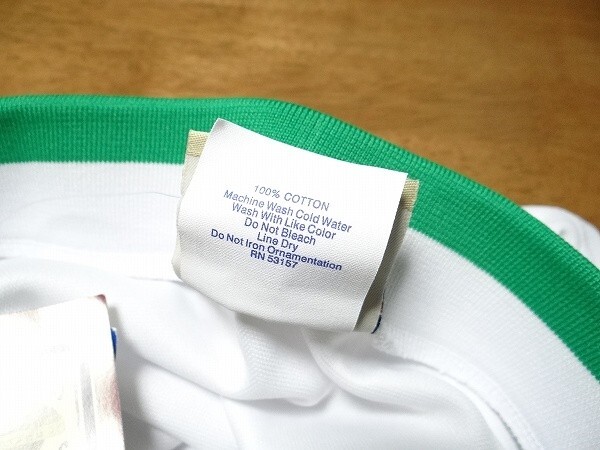 100% COTTON
Machine Wash Cold Water
Wash With Like Color
Do Not Bleach
Line Dry
Do Not Iron Ornamentation
RN 53157